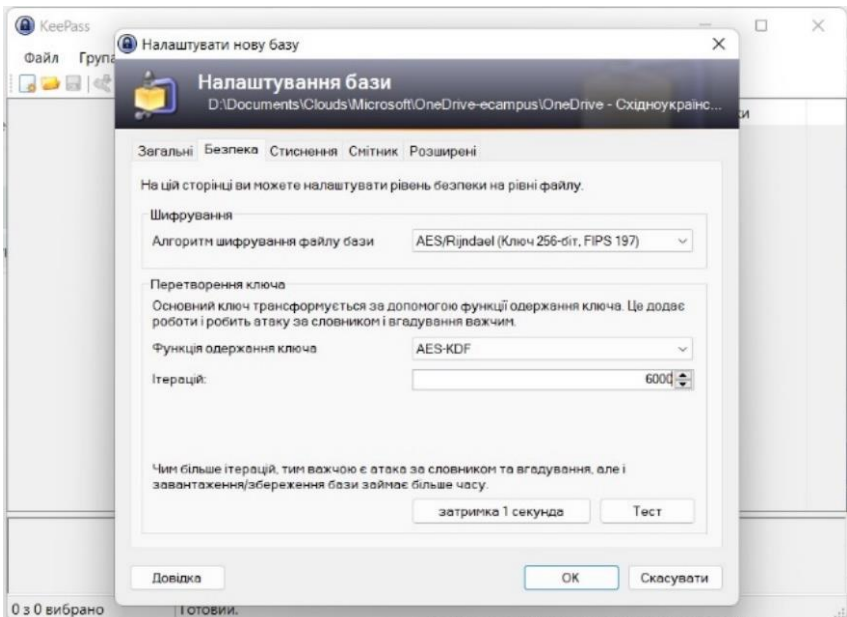 KeePass
Файл Група
Налаштувати нову базу
Налаштування бази
D:\Documents\Clouds\Microsoft\OneDrive-ecampus\OneDrive - Східноукраїнс...
Загальні Безпека Стиснення Смітник Розширені
На цій сторінці ви можете налаштувати рівень безпеки на рівні файлу.
Шифрування
Алгоритм шифрування файлу бази AES/Rijndael (Ключ 256-біт, FIPS 197)
Перетворення ключа
Основний ключ трансформується за допомогою функції одержання ключа. Це додає
роботи і робить атаку за словником і вгадування важчим.
Функція одержання ключа AES-KDF
Ітерацій: 6000
Чим більше ітерацій, тим важчою є атака за словником та вгадування, але і
завантаження/збереження бази займає більше часу.
затримка 1 секунда Тест
Довідка ОК Скасувати
0 з 0 вибрано Готовий.